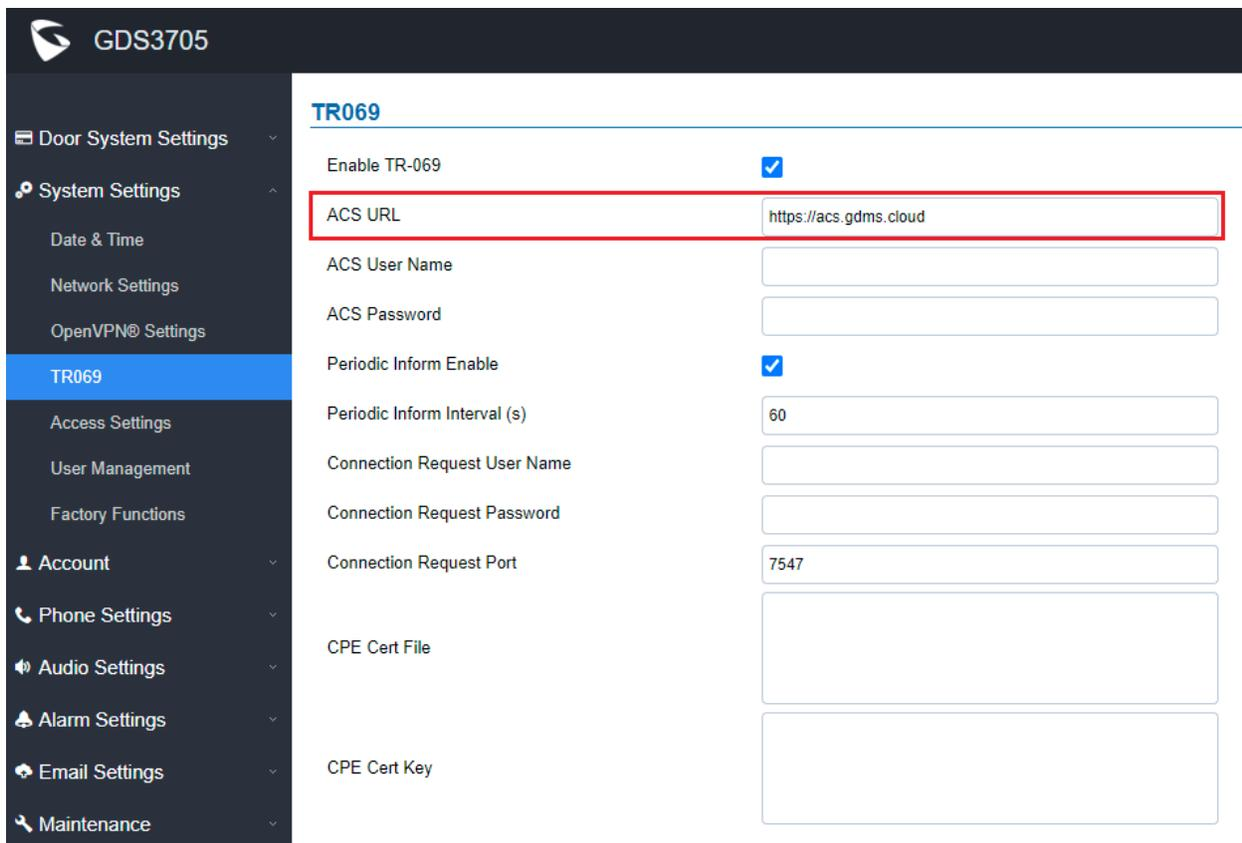 GDS3705
Door System Settings
System Settings
Date & Time
Network Settings
OpenVPN® Settings
TR069
Access Settings
User Management
Factory Functions
Account
Phone Settings
Audio Settings
Alarm Settings
Email Settings
Maintenance
TR069
Enable TR-069
ACS URL https://acs.gdms.cloud
ACS User Name
ACS Password
Periodic Inform Enable
Periodic Inform Interval (s) 60
Connection Request User Name
Connection Request Password
Connection Request Port 7547
CPE Cert File
CPE Cert Key